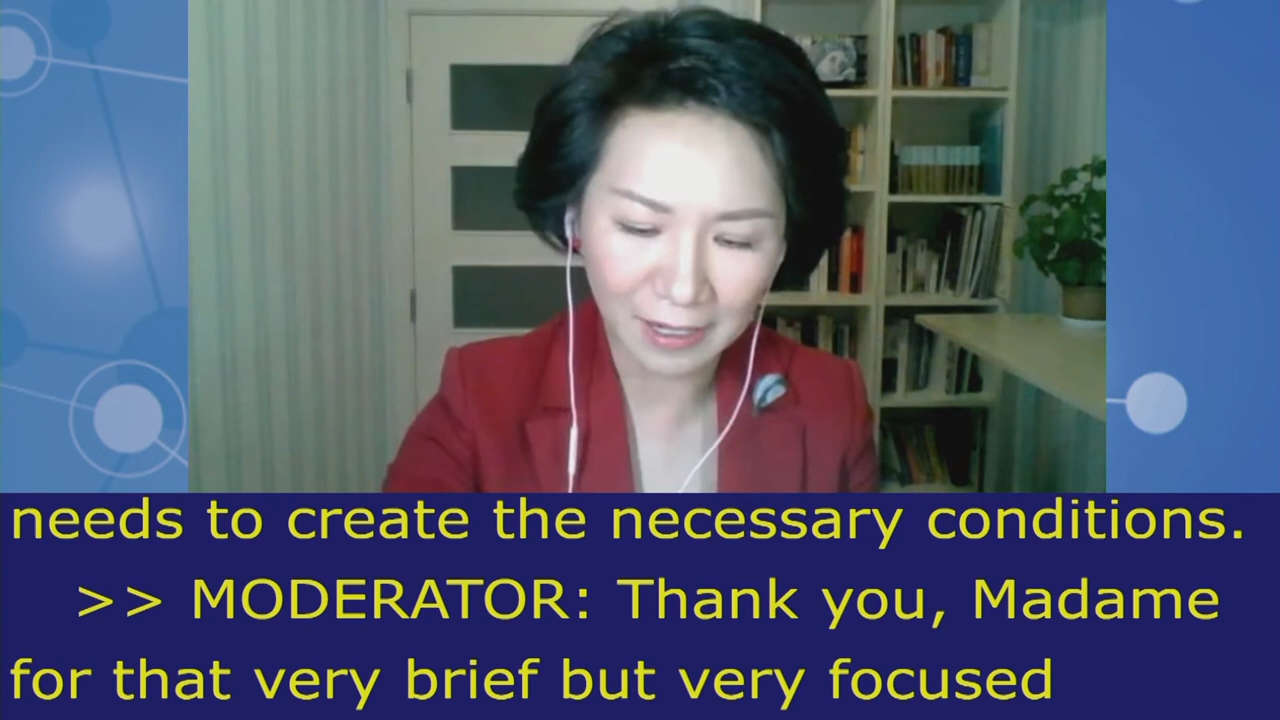 needs to create the necessary conditions.
>> MODERATOR: Thank you, Madame
for that very brief but very focused